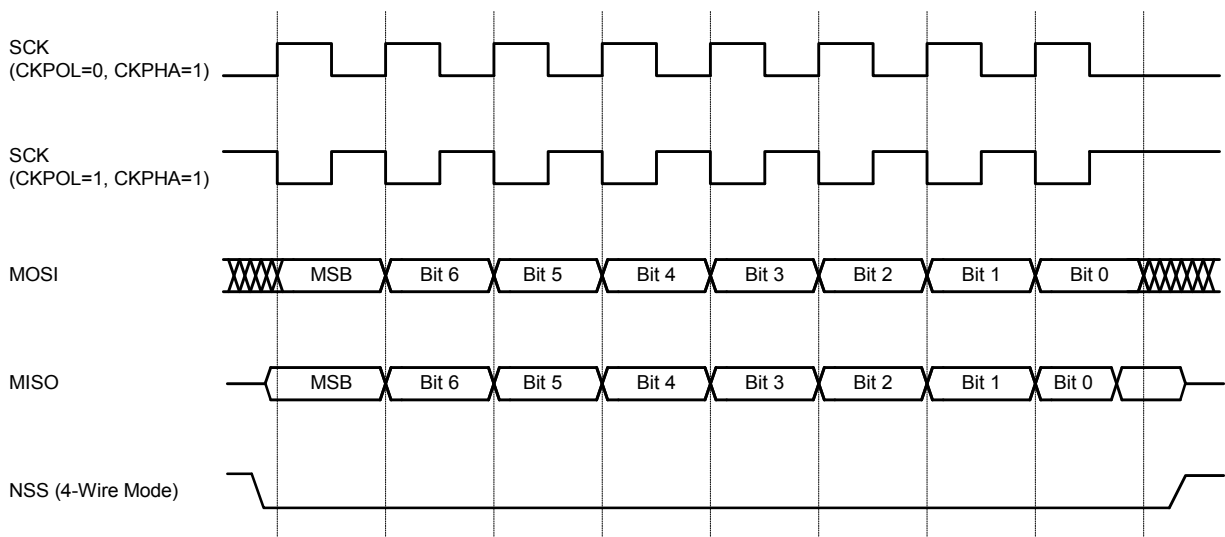 SCK
(CKPOL=0, CKPHA=1)
SCK
(CKPOL=1, CKPHA=1)
MOSI
MSB Bit 6 Bit 5 Bit 4 Bit 3 Bit 2 Bit 1 Bit 0
MISO
MSB Bit 6 Bit 5 Bit 4 Bit 3 Bit 2 Bit 1 Bit 0
NSS (4-Wire Mode)